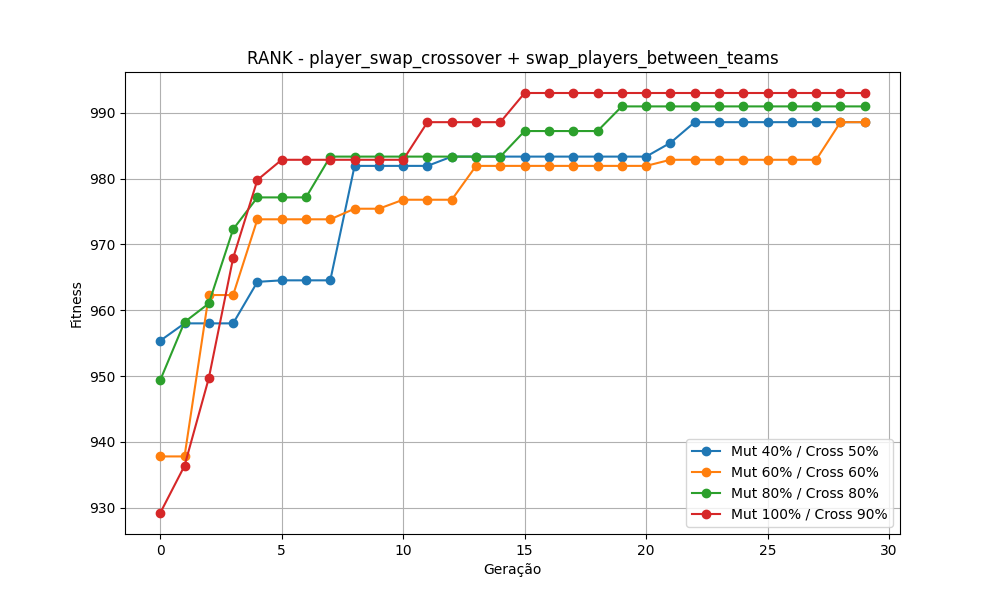 RANK - player_swap_crossover + swap_players_between_teams
Fitness
990
980
970
960
950
940
930
0 5 10 15 20 25 30
Geração
Mut 40% / Cross 50%
Mut 60% / Cross 60%
Mut 80% / Cross 80%
Mut 100% / Cross 90%